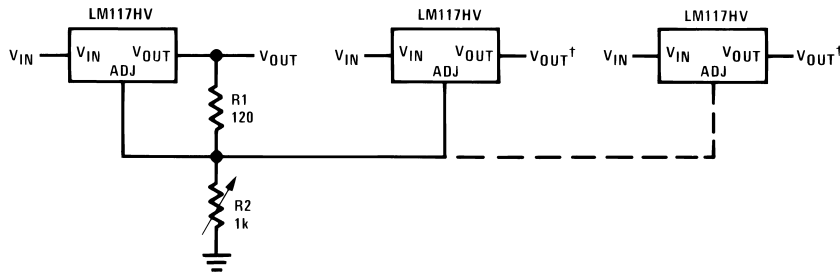 LM117HV LM117HV LM117HV
VIN VIN VOUT VOUT VIN VIN VOUT VOUT† VIN VIN VOUT VOUT†
ADJ ADJ ADJ
R1
120
R2
1k